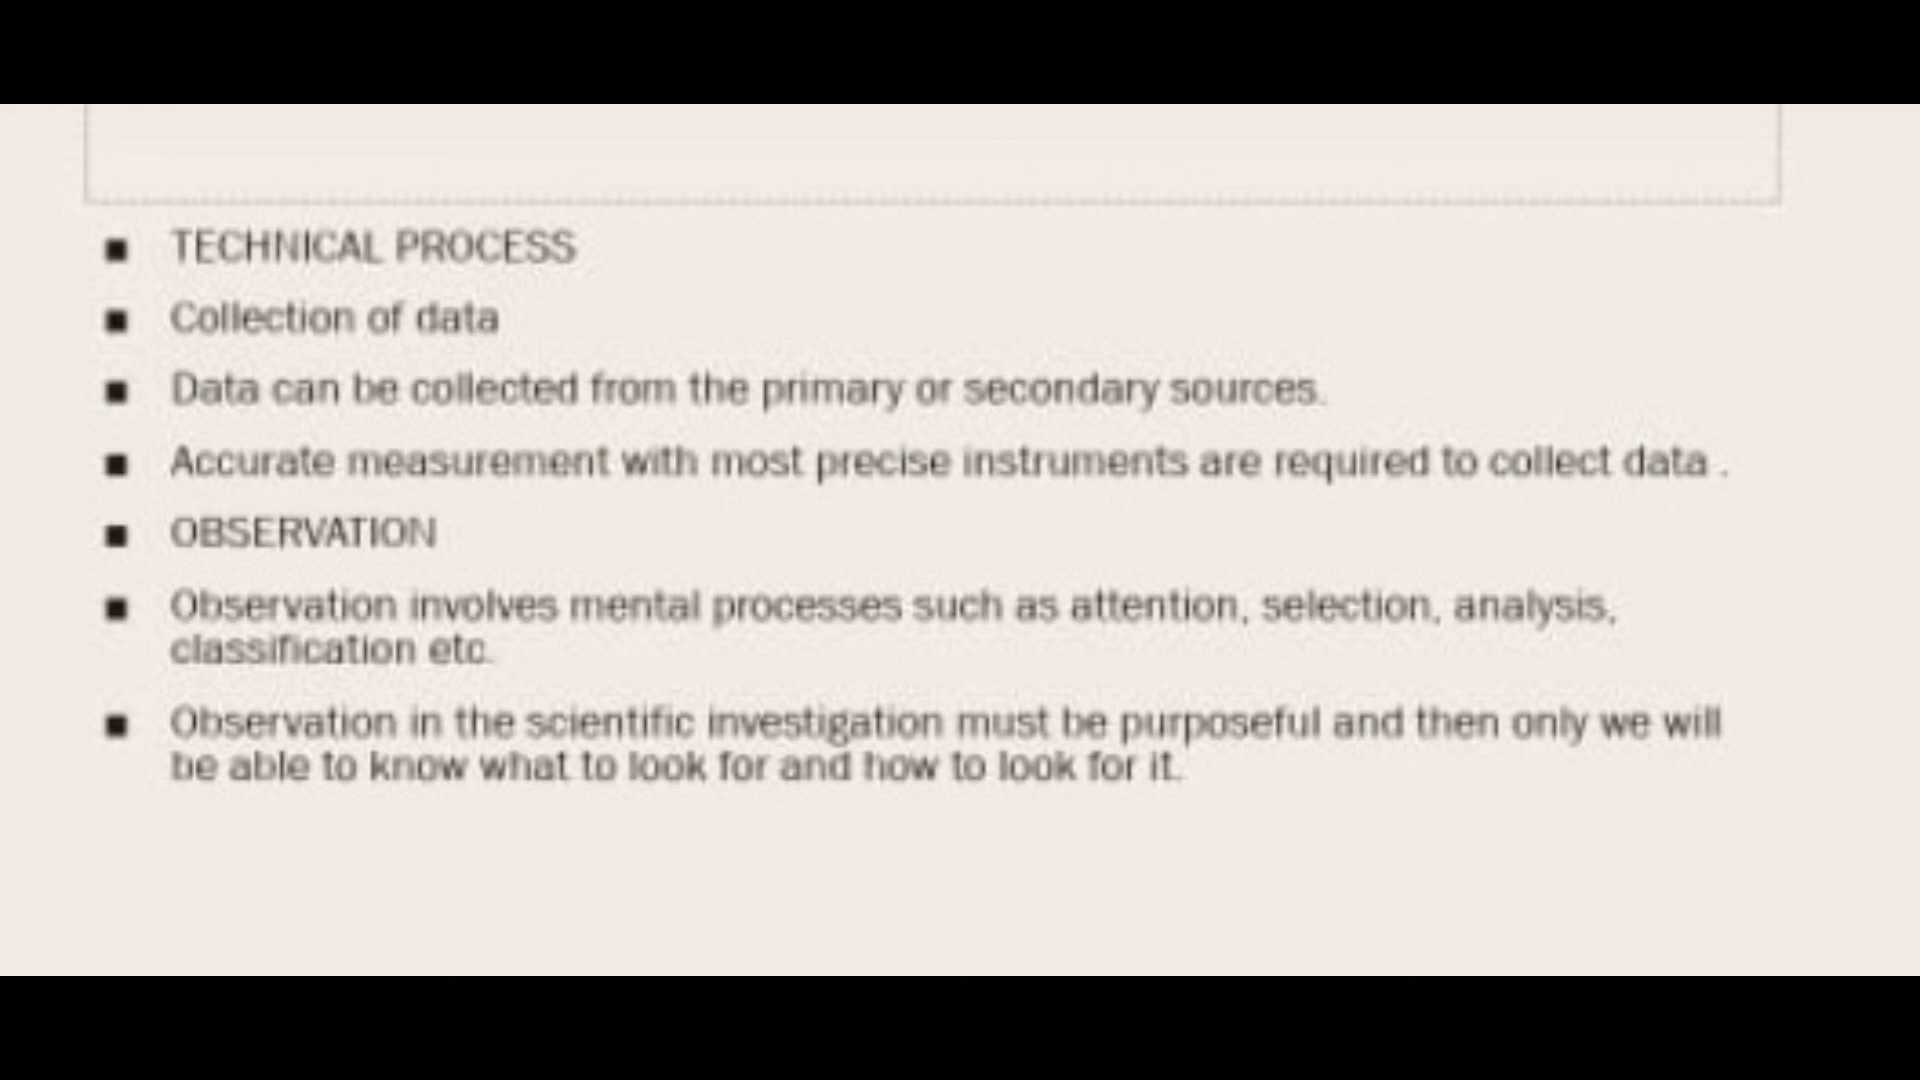 ■ TECHNICAL PROCESS
■ Collection of data
■ Data can be collected from the primary or secondary sources.
■ Accurate measurement with most precise instruments are required to collect data .
■ OBSERVATION
■ Observation involves mental processes such as attention, selection, analysis,
classification etc.
■ Observation in the scientific investigation must be purposeful and then only we will
be able to know what to look for and how to look for it.